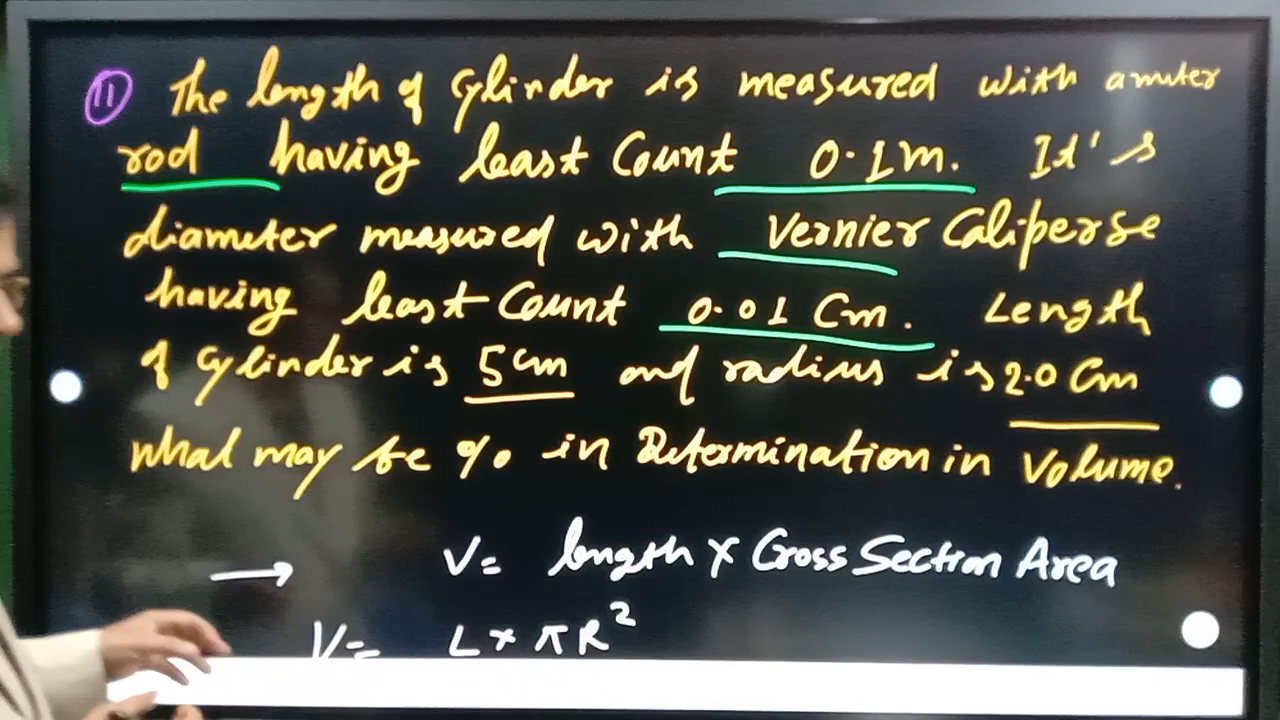 11 The length of Cylinder is measured with a meter
rod having least Count 0.1m. It's
diameter measured with Vernier Caliperse
having least Count 0.01 Cm. Length
of Cylinder is 5cm and radius is 2.0 Cm
What may be % in Determination in Volume.
V= length × Cross Section Area
V= L × πR²